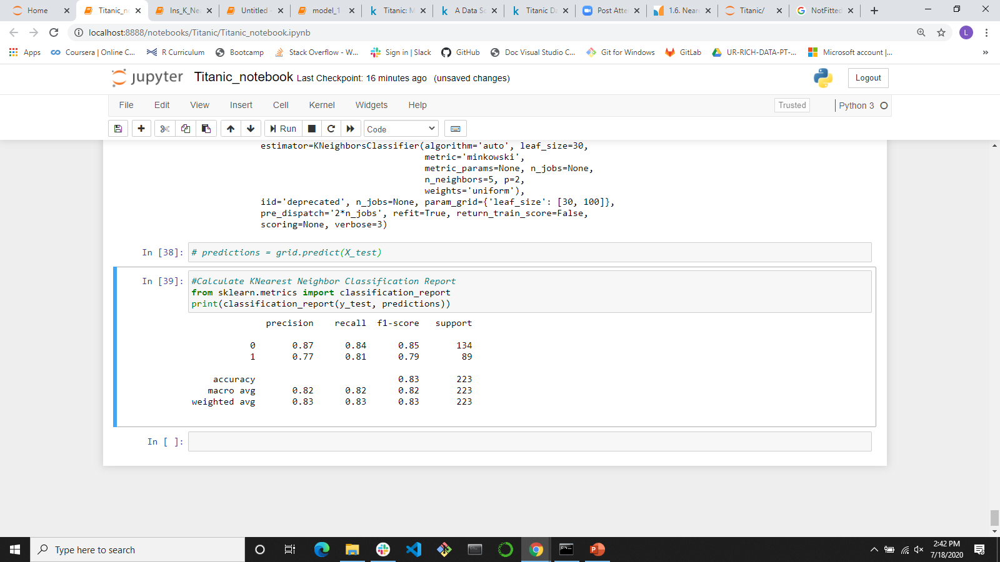 Home
Titanic_n
Ins_K_Ne
Untitled
model_1
Titanic: M
A Data Sc
Titanic Da
Post Atte
1.6. Near
Titanic/
NotFitted
localhost:8888/notebooks/Titanic/Titanic_notebook.ipynb
L
Apps
Coursera | Online C...
R Curriculum
Bootcamp
Stack Overflow - W...
Sign in | Slack
GitHub
Doc Visual Studio C...
Git for Windows
GitLab
UR-RICH-DATA-PT-...
Microsoft account |...
»
jupyter Titanic_notebook Last Checkpoint: 16 minutes ago (unsaved changes)
Logout
File Edit View Insert Cell Kernel Widgets Help
Trusted
Python 3
Run
Code
estimator=KNeighborsClassifier(algorithm='auto', leaf_size=30,
metric='minkowski',
metric_params=None, n_jobs=None,
n_neighbors=5, p=2,
weights='uniform'),
iid='deprecated', n_jobs=None, param_grid={'leaf_size': [30, 100]},
pre_dispatch='2*n_jobs', refit=True, return_train_score=False,
scoring=None, verbose=3)
In [38]: # predictions = grid.predict(X_test)
In [39]: #Calculate KNearest Neighbor Classification Report
from sklearn.metrics import classification_report
print(classification_report(y_test, predictions))
precision recall f1-score support
0 0.87 0.84 0.85 134
1 0.77 0.81 0.79 89
accuracy 0.83 223
macro avg 0.82 0.82 0.82 223
weighted avg 0.83 0.83 0.83 223
In [ ]:
Type here to search
2:42 PM
7/18/2020